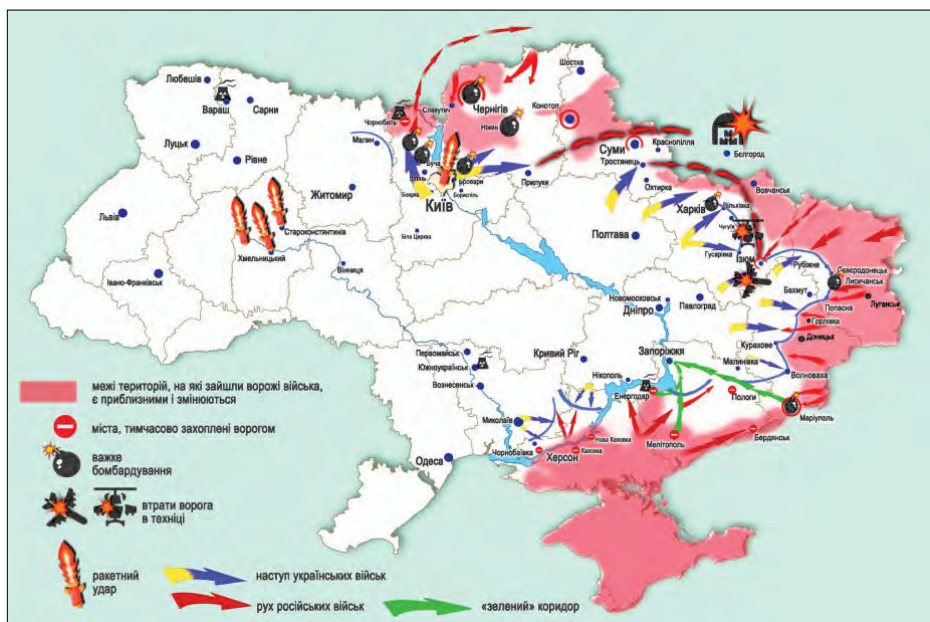 Любешів
Вараш
Сарни
Луцьк
Рівне
Львів
Івано-Франківськ
Житомир
Малин
Чорнобиль
Славутич
Чернігів
Ніжин
Шостка
Конотоп
Суми
Краснопілля
Тростянець
Бєлгород
Буча
Ірпінь
Бровари
Боярка
Бориспіль
Київ
Прилуки
Охтирка
Вовчанськ
Харків
Вільхівка
Чугуїв
Полтава
Гусарівка
Ізюм
Рубіжне
Сєвєродонецьк
Лисичанськ
Старокостянтинів
Хмельницький
Біла Церква
Вінниця
Новомосковськ
Дніпро
Павлоград
Бахмут
Попасна
Луганськ
Горлівка
Донецьк
Курахове
Первомайськ
Южноукраїнськ
Вознесенськ
Кривий Ріг
Запоріжжя
Малинівка
Волноваха
Нікополь
Енергодар
Пологи
Маріуполь
Миколаїв
Нова Каховка
Каховка
Мелітополь
Бердянськ
Чорнобаївка
Херсон
Одеса
межі територій, на які зайшли ворожі війська,
є приблизними і змінюються
міста, тимчасово захоплені ворогом
важке
бомбардування
втрати ворога
в техніці
ракетний
удар
наступ українських військ
рух російських військ
«зелений» коридор